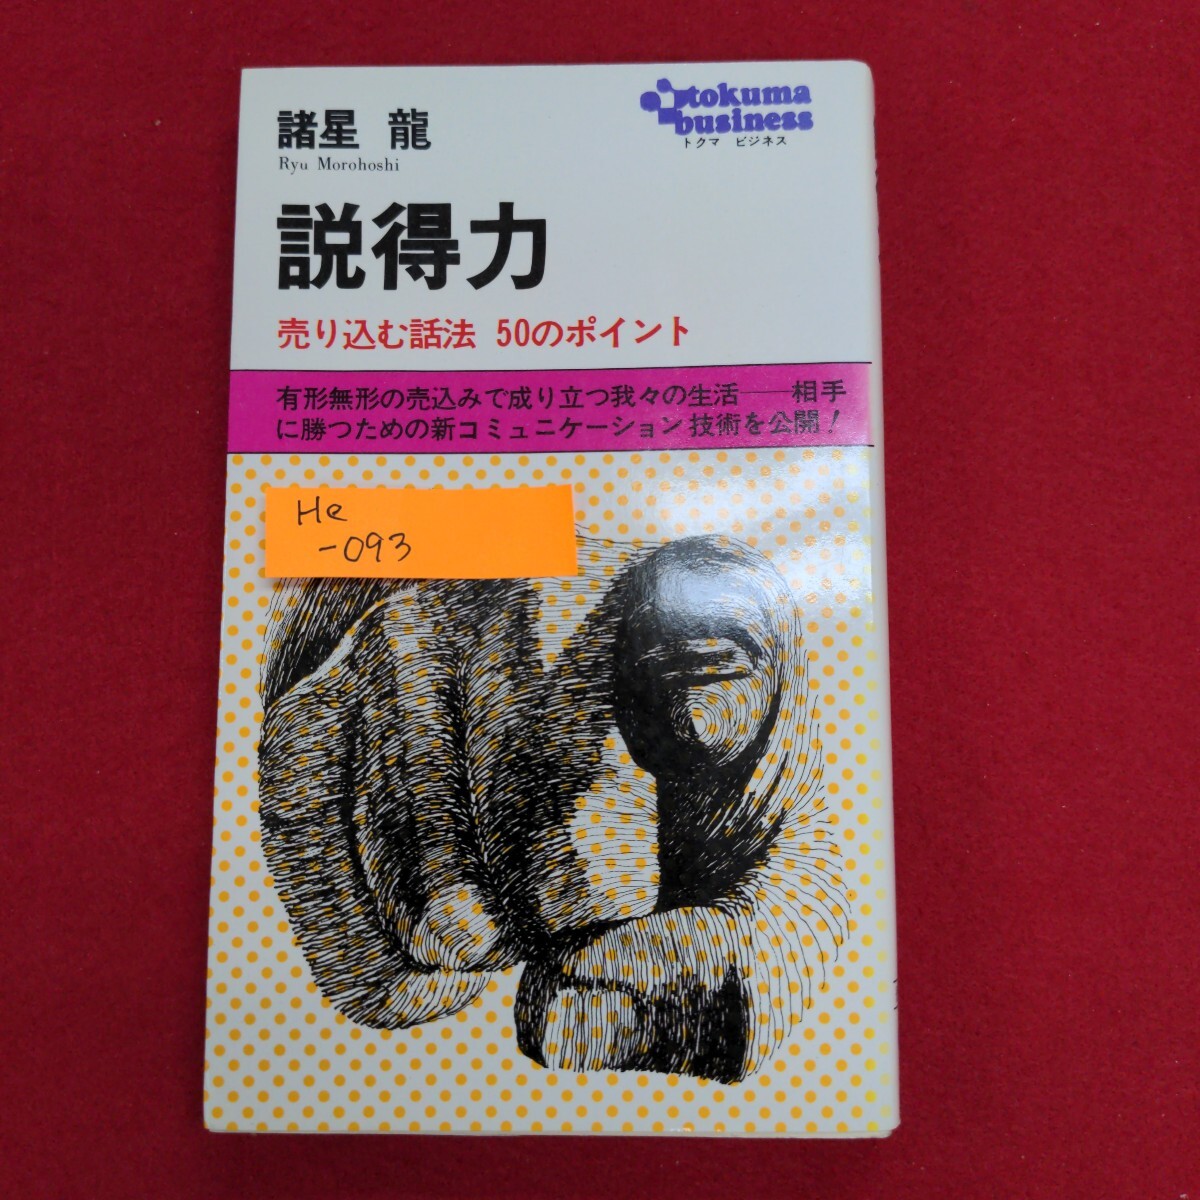 諸星 龍
Ryu Morohoshi
tokuma
business
トクマ ビジネス
説得力
売り込む話法 50のポイント
有形無形の売込みで成り立つ我々の生活――相手
に勝つための新コミュニケーション技術を公開！
He
-093